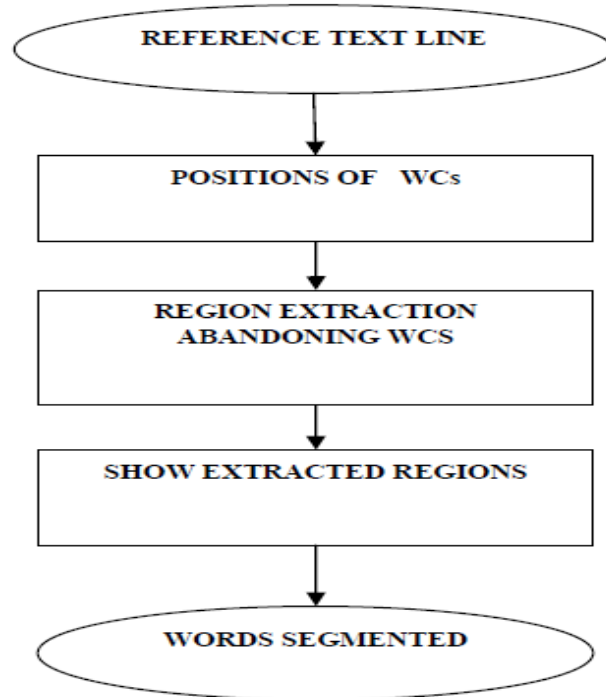 REFERENCE TEXT LINE
POSITIONS OF WCs
REGION EXTRACTION
ABANDONING WCS
SHOW EXTRACTED REGIONS
WORDS SEGMENTED